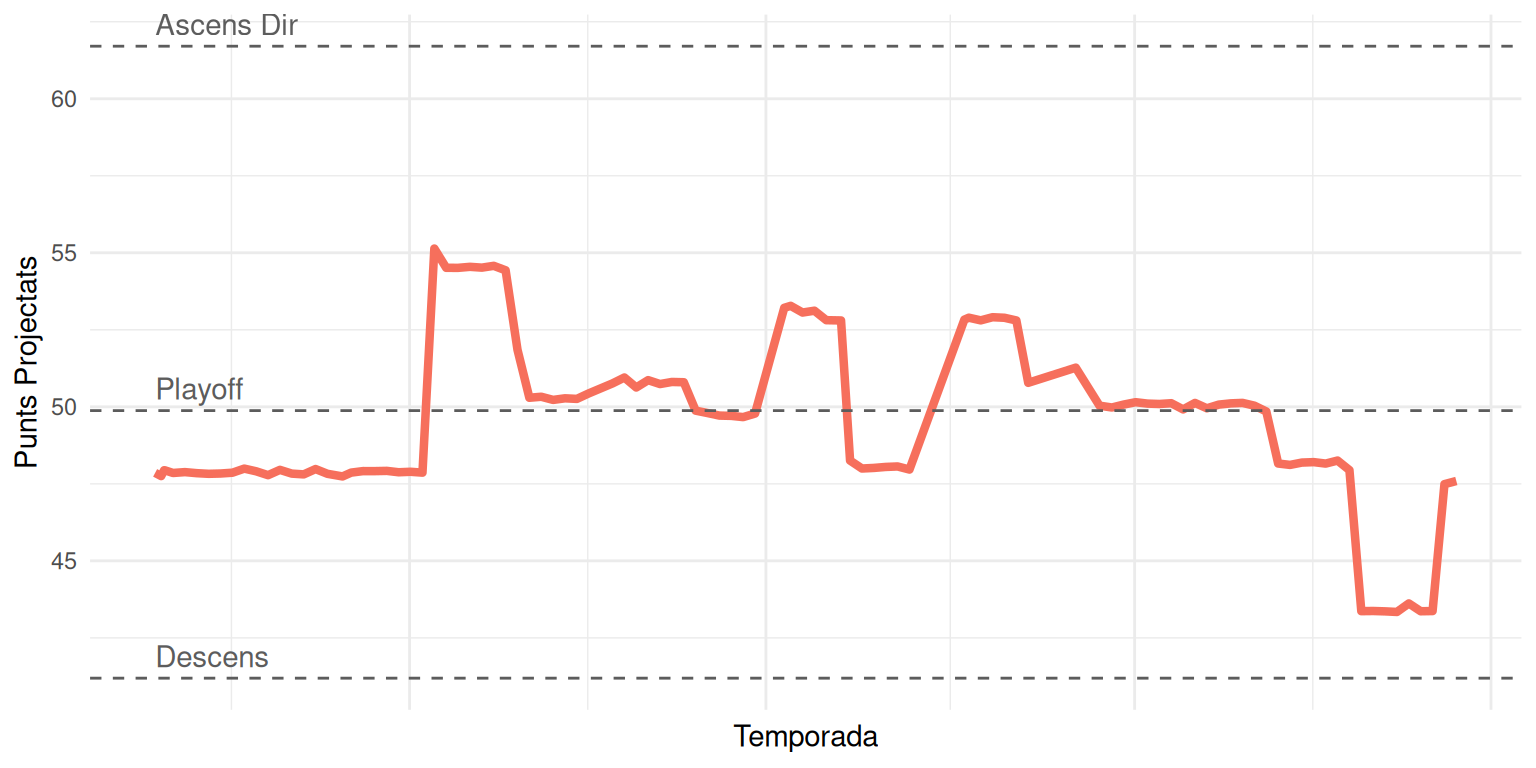 Ascens Dir
60
55
Playoff
50
45
Descens
Punts Projectats
Temporada